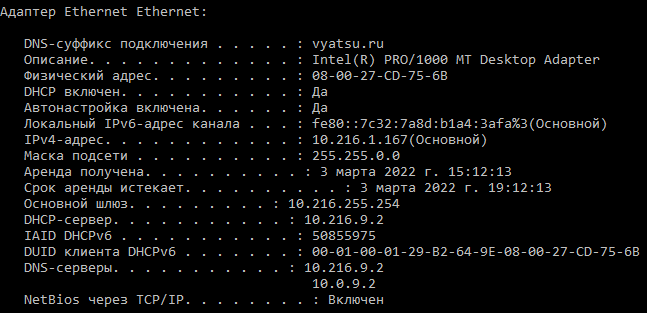 Адаптер Ethernet Ethernet:
DNS-суффикс подключения . . . . . : vyatsu.ru
Описание. . . . . . . . . . . . . : Intel(R) PRO/1000 MT Desktop Adapter
Физический адрес. . . . . . . . . : 08-00-27-CD-75-6B
DHCP включен. . . . . . . . . . . : Да
Автонастройка включена. . . . . . : Да
Локальный IPv6-адрес канала . . . : fe80::7c32:7a8d:b1a4:3afa%3(Основной)
IPv4-адрес. . . . . . . . . . . . : 10.216.1.167(Основной)
Маска подсети . . . . . . . . . . : 255.255.0.0
Аренда получена. . . . . . . . . . : 3 марта 2022 г. 15:12:13
Срок аренды истекает. . . . . . . . . . : 3 марта 2022 г. 19:12:13
Основной шлюз. . . . . . . . . : 10.216.255.254
DHCP-сервер. . . . . . . . . . . : 10.216.9.2
IAID DHCPv6 . . . . . . . . . . . : 50855975
DUID клиента DHCPv6 . . . . . . . : 00-01-00-01-29-B2-64-9E-08-00-27-CD-75-6B
DNS-серверы. . . . . . . . . . . : 10.216.9.2
10.0.9.2
NetBios через TCP/IP. . . . . . . . : Включен